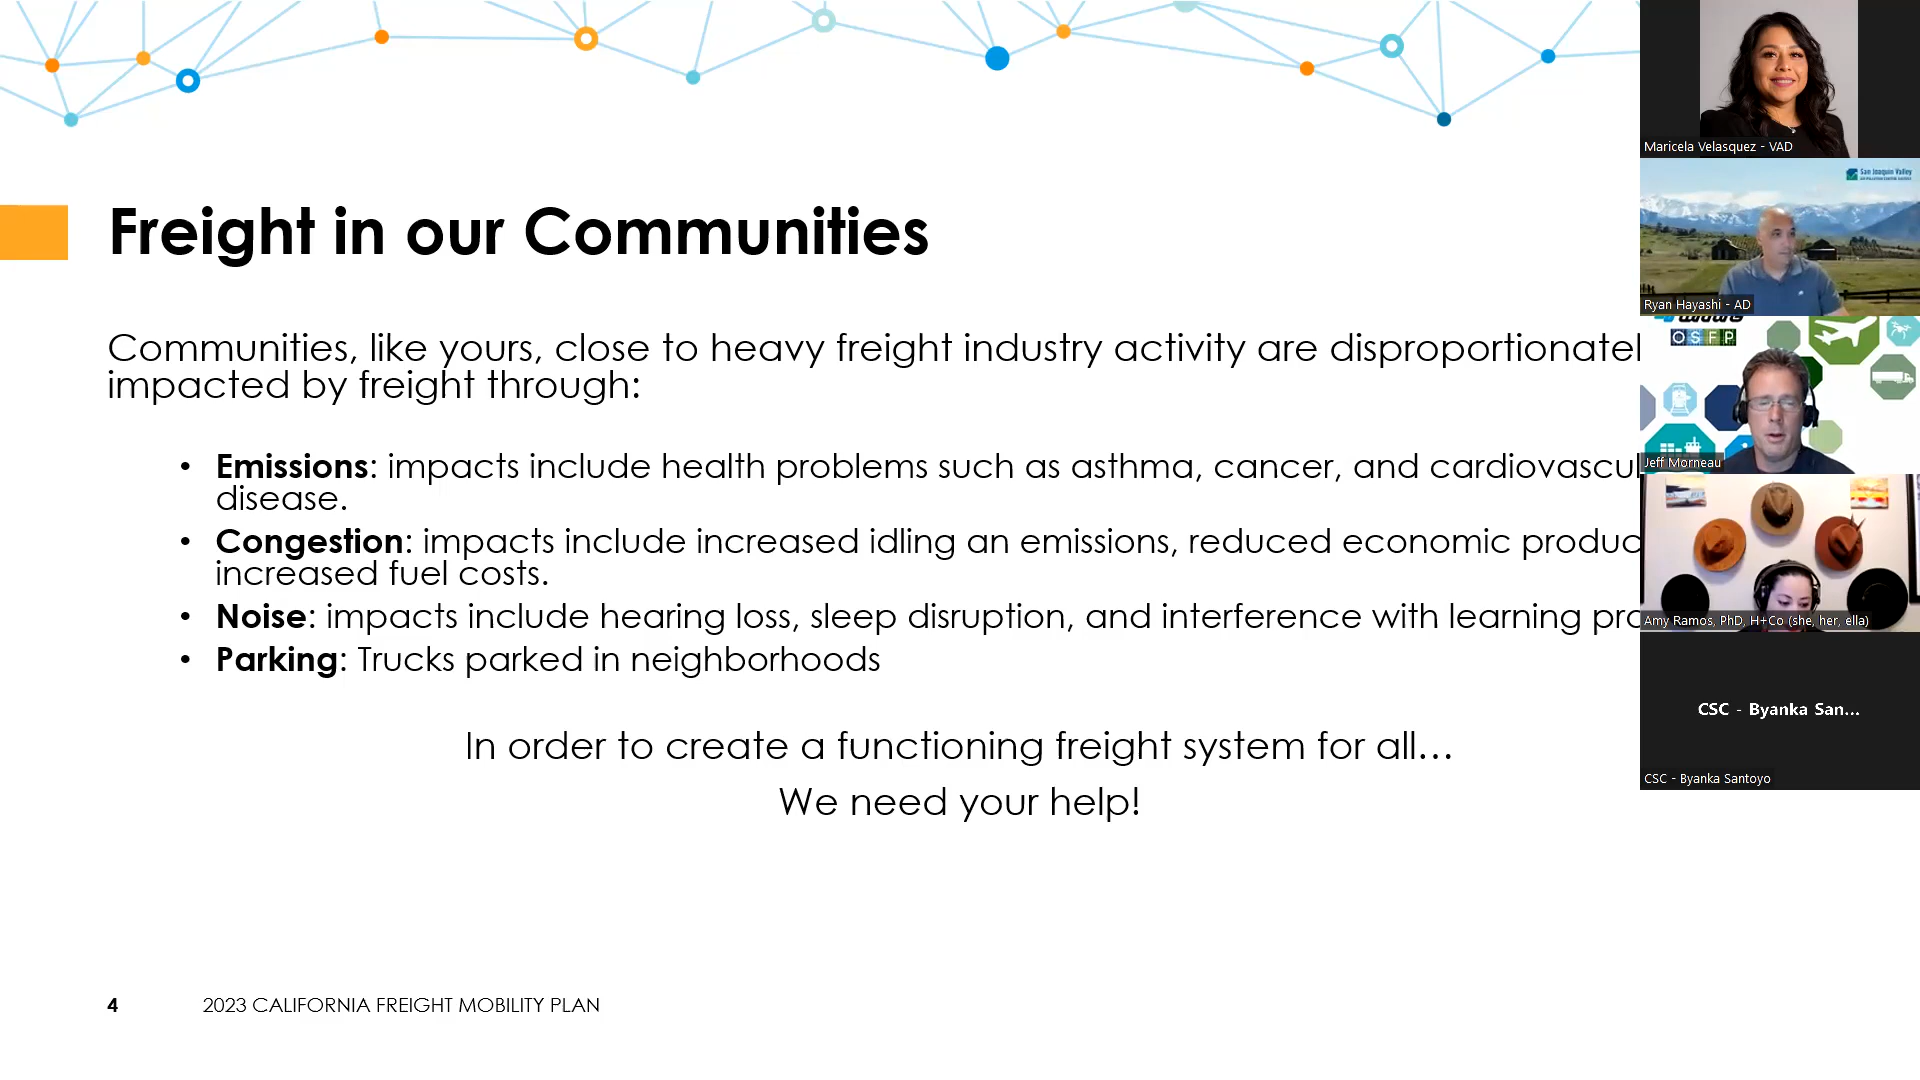 Freight in our Communities
Communities, like yours, close to heavy freight industry activity are disproportionatel
impacted by freight through:
• Emissions: impacts include health problems such as asthma, cancer, and cardiovascul
disease.
• Congestion: impacts include increased idling an emissions, reduced economic produc
increased fuel costs.
• Noise: impacts include hearing loss, sleep disruption, and interference with learning pro
• Parking: Trucks parked in neighborhoods
In order to create a functioning freight system for all…
We need your help!
4 2023 CALIFORNIA FREIGHT MOBILITY PLAN
Maricela Velasquez - VAD
San Joaquin Valley
Ryan Hayashi - AD
OSFP
Jeff Morneau
Amy Ramos, PhD, H+Co (she, her, ella)
CSC - Byanka San...
CSC - Byanka Santoyo